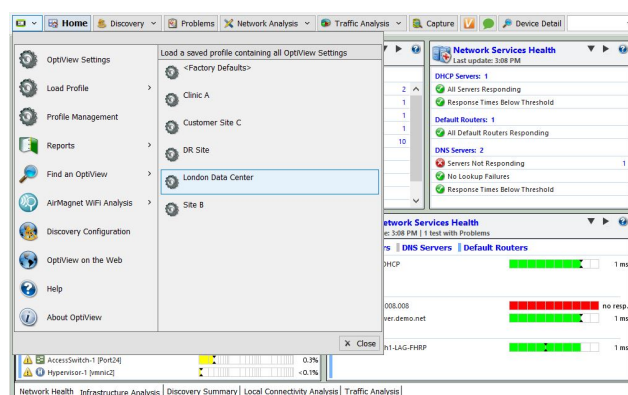 Home
Discovery
Problems
Network Analysis
Traffic Analysis
Capture
Device Detail
OptiView Settings
Load Profile
Profile Management
Reports
Find an OptiView
AirMagnet WiFi Analysis
Discovery Configuration
OptiView on the Web
Help
About OptiView
Load a saved profile containing all OptiView Settings
<Factory Defaults>
Clinic A
Customer Site C
DR Site
London Data Center
Site B
Close
2
1
1
1
10
Network Services Health
Last update: 3:08 PM
DHCP Servers: 1
All Servers Responding
Response Times Below Threshold
Default Routers: 1
All Default Routers Responding
DNS Servers: 2
Servers Not Responding 1
No Lookup Failures
Response Times Below Threshold
etwork Services Health
e: 3:08 PM | 1 test with Problems
rs DNS Servers Default Routers
DHCP 1 ms
.008.008 no resp.
ver.demo.net 1 ms
h1-LAG-FHRP 1 ms
AccessSwitch-1 [Port24] 0.3%
Hypervisor-1 [vmnic2] <0.1%
Network Health Infrastructure Analysis Discovery Summary Local Connectivity Analysis Traffic Analysis